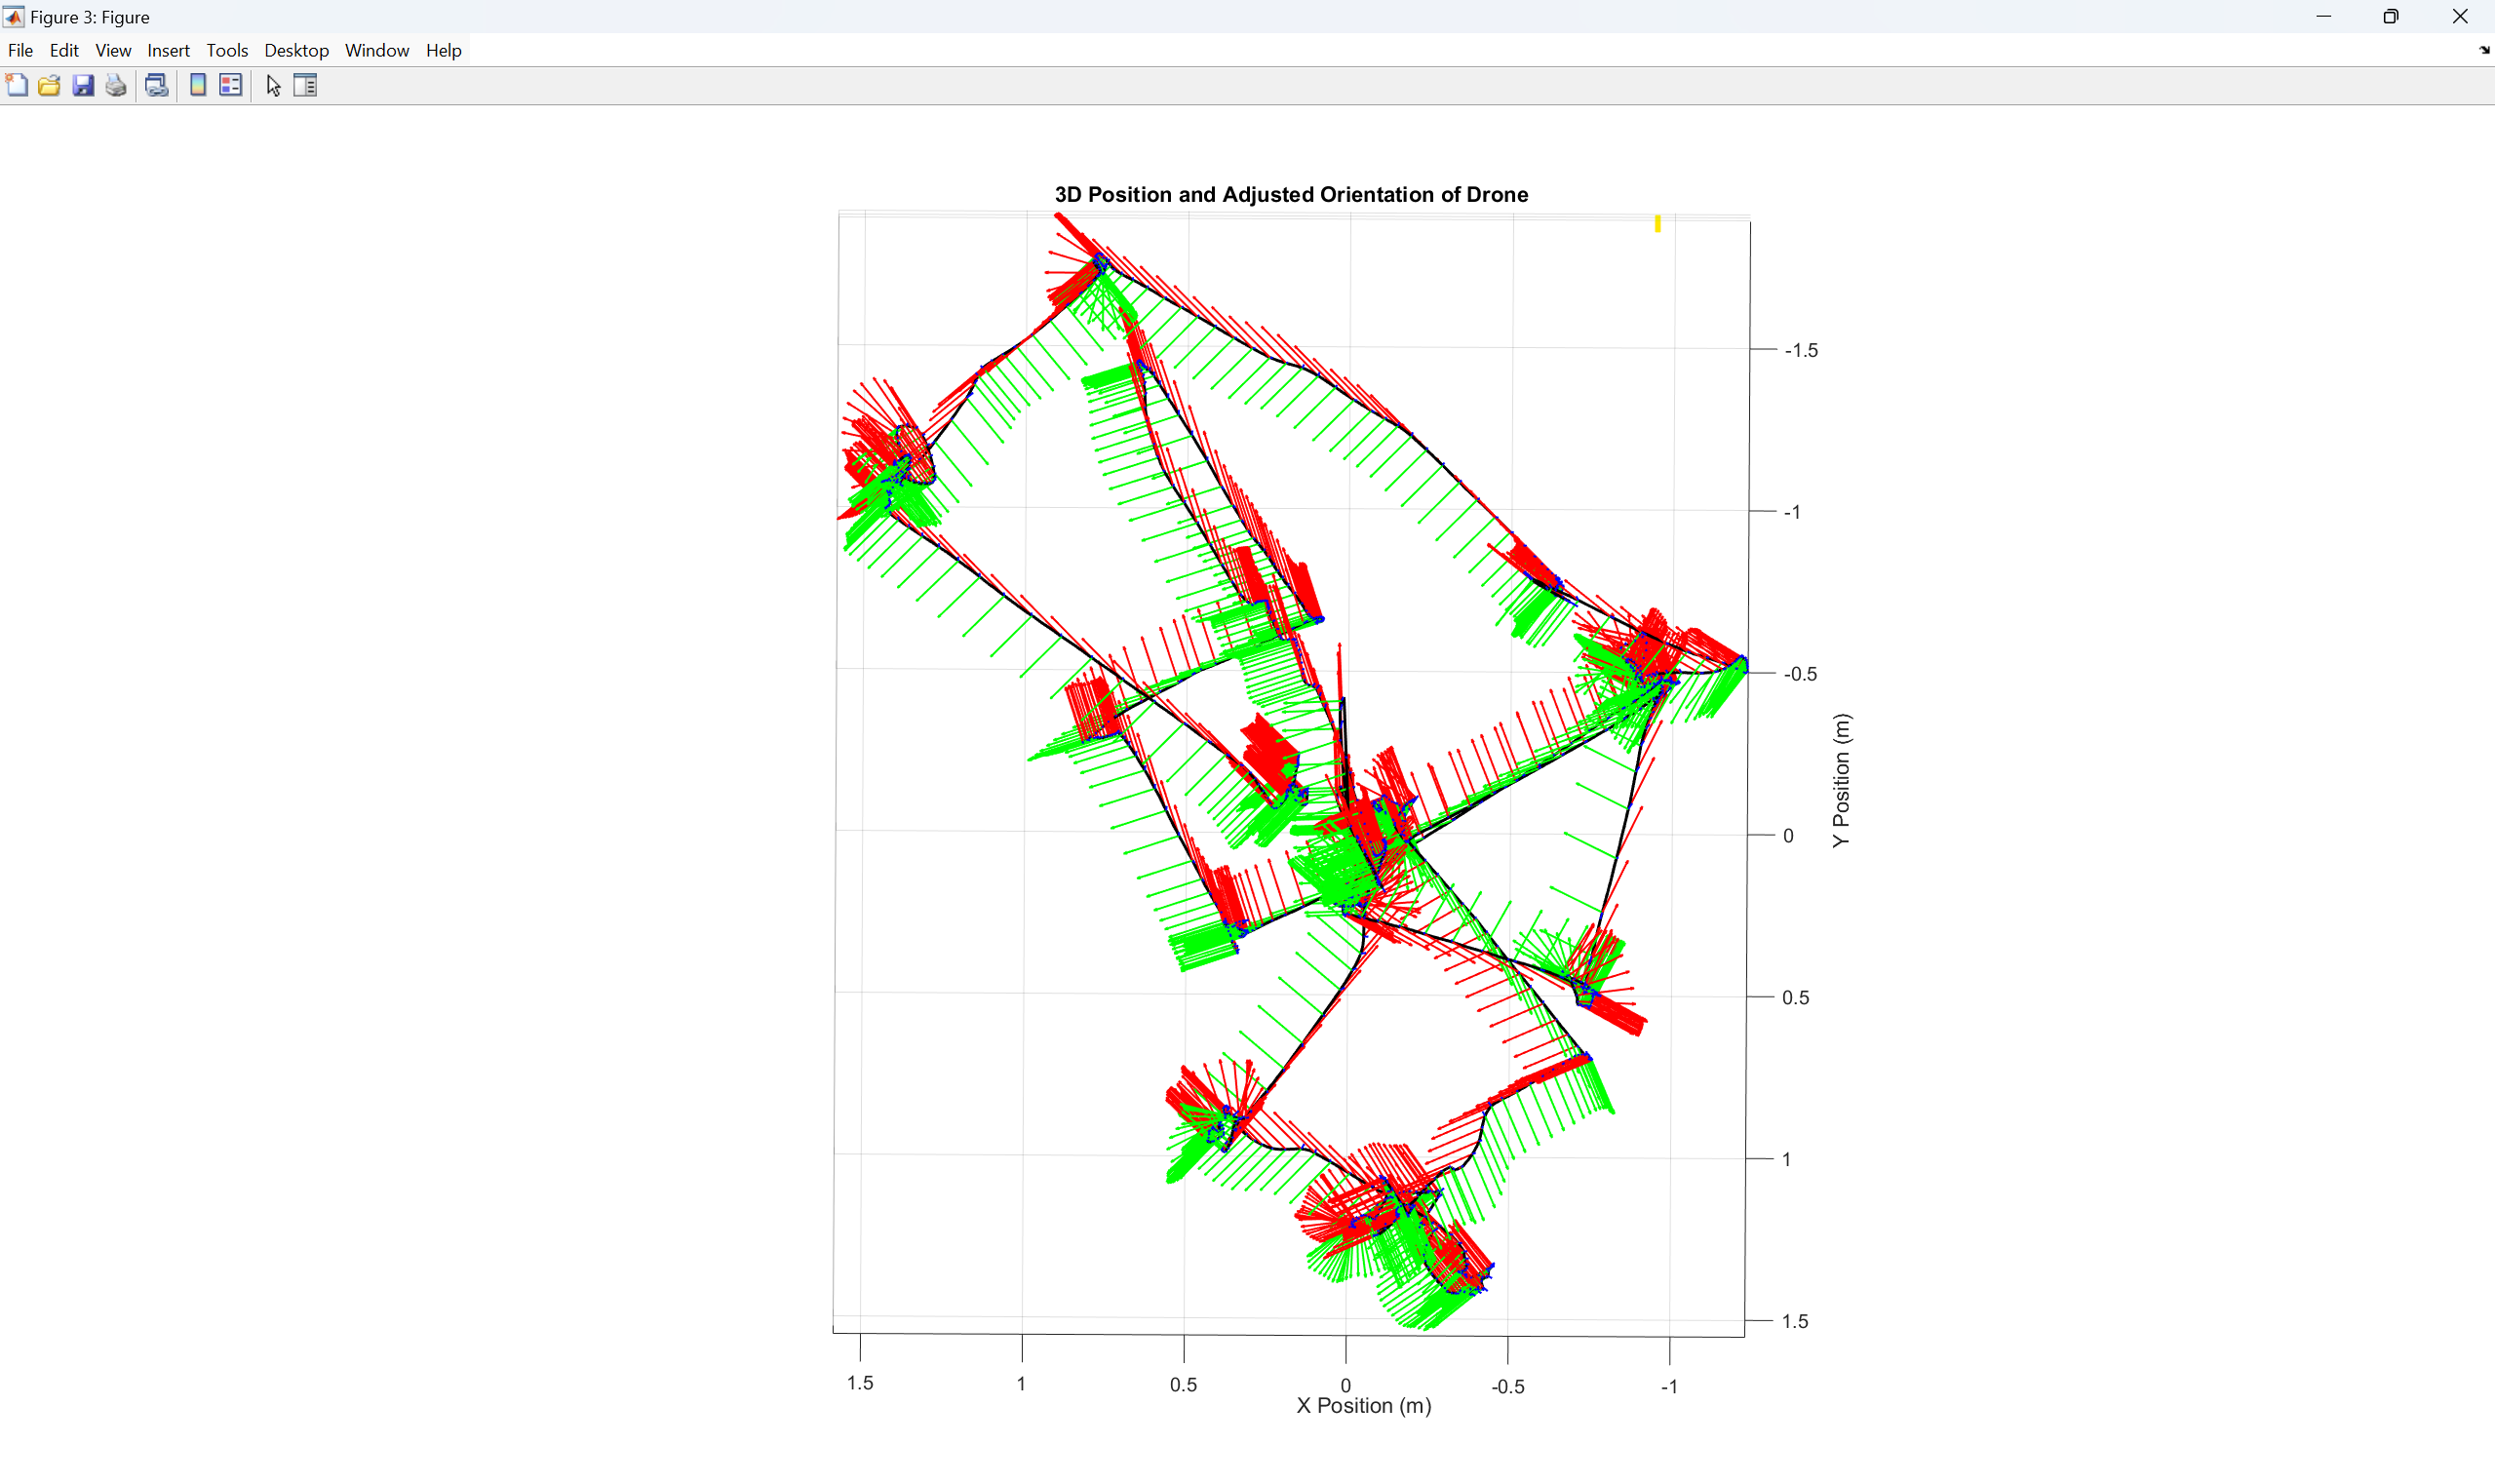 Figure 3: Figure
File Edit View Insert Tools Desktop Window Help
3D Position and Adjusted Orientation of Drone
-1.5
-1
-0.5
0
0.5
1
1.5
Y Position (m)
1.5 1 0.5 0 -0.5 -1
X Position (m)